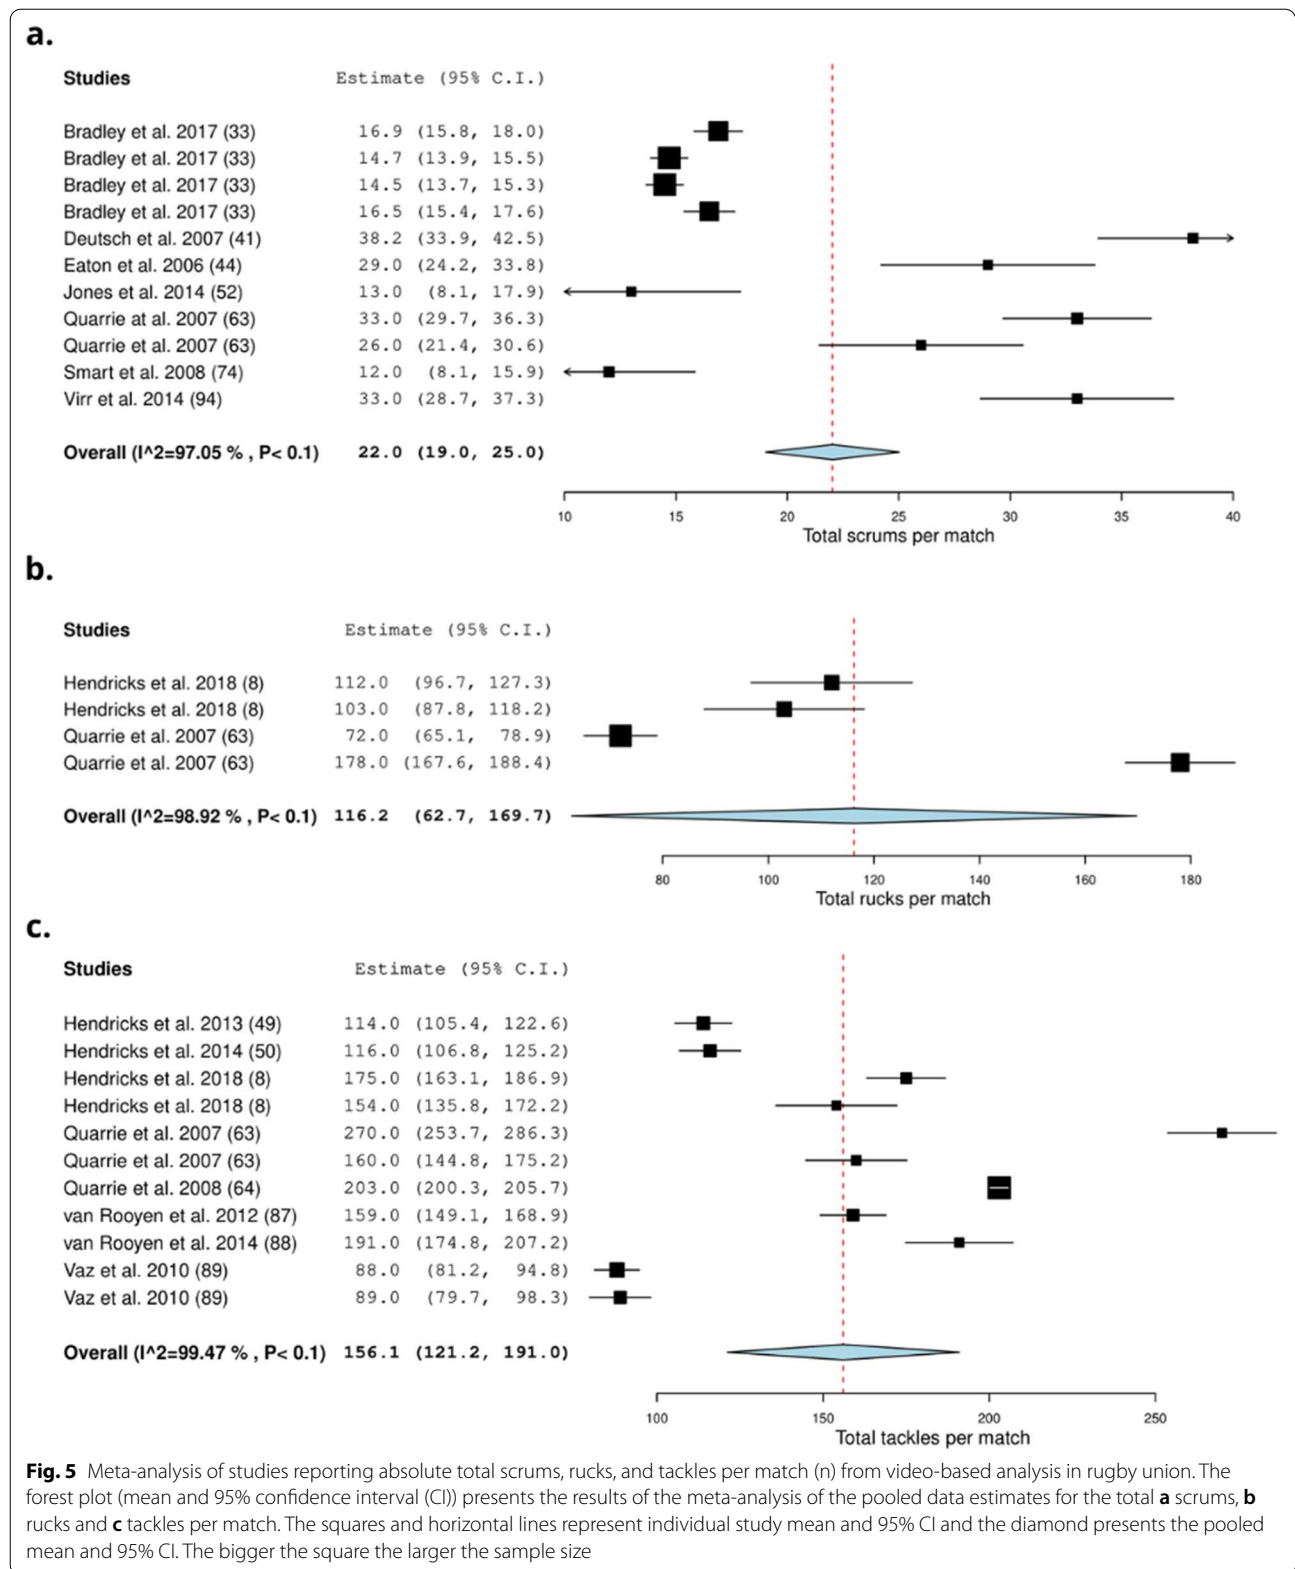 a.
Studies Estimate (95% C.I.)
Bradley et al. 2017 (33) 16.9 (15.8, 18.0)
Bradley et al. 2017 (33) 14.7 (13.9, 15.5)
Bradley et al. 2017 (33) 14.5 (13.7, 15.3)
Bradley et al. 2017 (33) 16.5 (15.4, 17.6)
Deutsch et al. 2007 (41) 38.2 (33.9, 42.5)
Eaton et al. 2006 (44) 29.0 (24.2, 33.8)
Jones et al. 2014 (52) 13.0 (8.1, 17.9)
Quarrie at al. 2007 (63) 33.0 (29.7, 36.3)
Quarrie et al. 2007 (63) 26.0 (21.4, 30.6)
Smart et al. 2008 (74) 12.0 (8.1, 15.9)
Virr et al. 2014 (94) 33.0 (28.7, 37.3)
Overall (I^2=97.05 % , P< 0.1) 22.0 (19.0, 25.0)
10 15 20 25 30 35 40
Total scrums per match
b.
Studies Estimate (95% C.I.)
Hendricks et al. 2018 (8) 112.0 (96.7, 127.3)
Hendricks et al. 2018 (8) 103.0 (87.8, 118.2)
Quarrie et al. 2007 (63) 72.0 (65.1, 78.9)
Quarrie et al. 2007 (63) 178.0 (167.6, 188.4)
Overall (I^2=98.92 % , P< 0.1) 116.2 (62.7, 169.7)
80 100 120 140 160 180
Total rucks per match
c.
Studies Estimate (95% C.I.)
Hendricks et al. 2013 (49) 114.0 (105.4, 122.6)
Hendricks et al. 2014 (50) 116.0 (106.8, 125.2)
Hendricks et al. 2018 (8) 175.0 (163.1, 186.9)
Hendricks et al. 2018 (8) 154.0 (135.8, 172.2)
Quarrie et al. 2007 (63) 270.0 (253.7, 286.3)
Quarrie et al. 2007 (63) 160.0 (144.8, 175.2)
Quarrie et al. 2008 (64) 203.0 (200.3, 205.7)
van Rooyen et al. 2012 (87) 159.0 (149.1, 168.9)
van Rooyen et al. 2014 (88) 191.0 (174.8, 207.2)
Vaz et al. 2010 (89) 88.0 (81.2, 94.8)
Vaz et al. 2010 (89) 89.0 (79.7, 98.3)
Overall (I^2=99.47 % , P< 0.1) 156.1 (121.2, 191.0)
100 150 200 250
Total tackles per match
Fig. 5 Meta-analysis of studies reporting absolute total scrums, rucks, and tackles per match (n) from video-based analysis in rugby union. The
forest plot (mean and 95% confidence interval (CI)) presents the results of the meta-analysis of the pooled data estimates for the total a scrums, b
rucks and c tackles per match. The squares and horizontal lines represent individual study mean and 95% CI and the diamond presents the pooled
mean and 95% CI. The bigger the square the larger the sample size